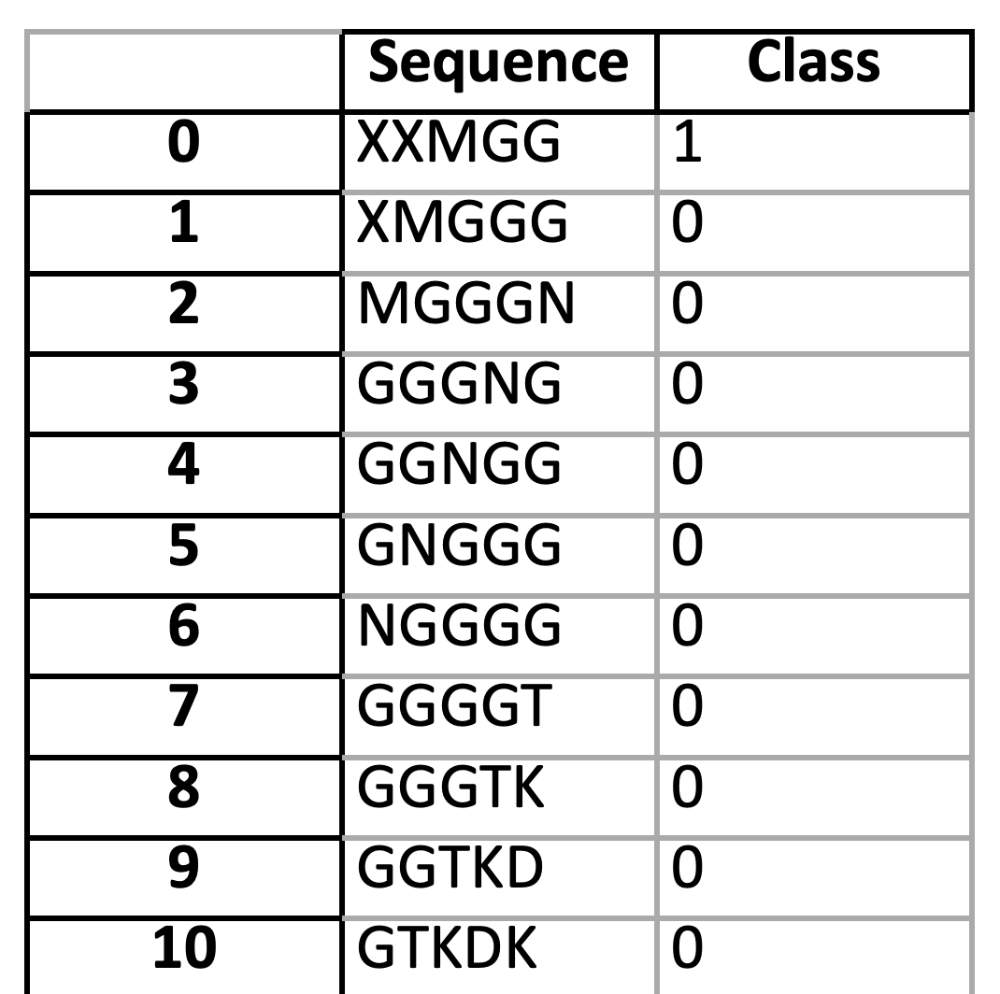 Sequence Class
0 XXMGG 1
1 XMGGG 0
2 MGGGN 0
3 GGGNG 0
4 GGNGG 0
5 GNGGG 0
6 NGGGG 0
7 GGGGT 0
8 GGGTK 0
9 GGTKD 0
10 GTKDK 0